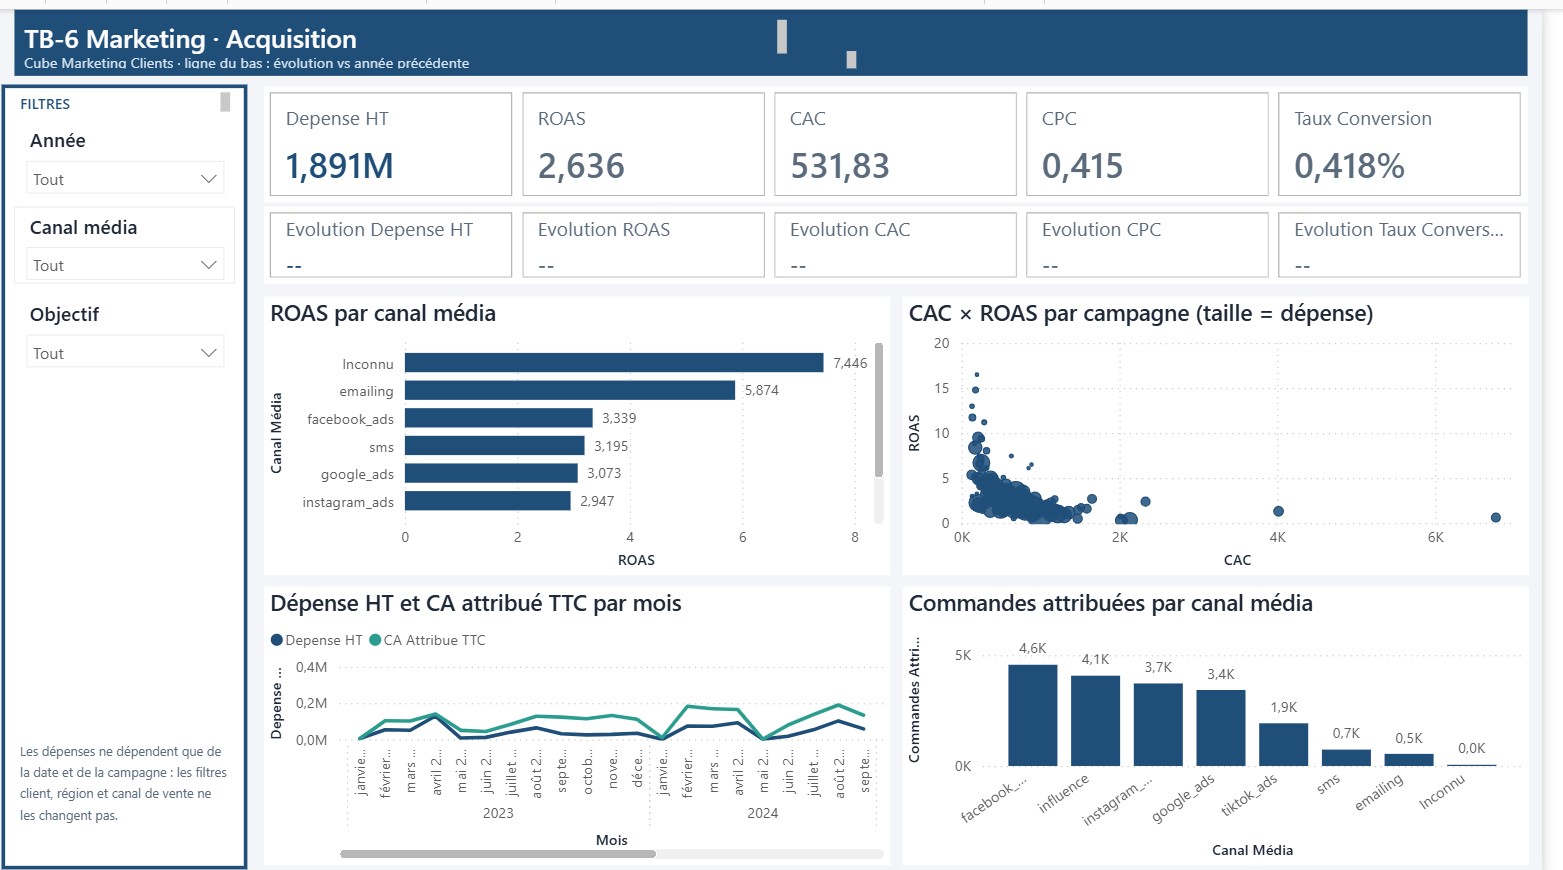 TB-6 Marketing · Acquisition
Cube Marketing Clients · ligne du bas : évolution vs année précédente
FILTRES
Année
Tout
Canal média
Tout
Objectif
Tout
Les dépenses ne dépendent que de
la date et de la campagne : les filtres
client, région et canal de vente ne
les changent pas.
Depense HT
1,891M
ROAS
2,636
CAC
531,83
CPC
0,415
Taux Conversion
0,418%
Evolution Depense HT
--
Evolution ROAS
--
Evolution CAC
--
Evolution CPC
--
Evolution Taux Convers...
--
ROAS par canal média
Canal Média
Inconnu 7,446
emailing 5,874
facebook_ads 3,339
sms 3,195
google_ads 3,073
instagram_ads 2,947
0 2 4 6 8
ROAS
CAC × ROAS par campagne (taille = dépense)
ROAS
20
15
10
5
0
0K 2K 4K 6K
CAC
Dépense HT et CA attribué TTC par mois
Depense HT CA Attribue TTC
Depense ...
0,4M
0,2M
0,0M
janvie... février... mars ... avril 2... mai 2... juin 2... juillet ... août 2... septe... octob... nove... déce... janvie... février... mars ... avril 2... mai 2... juin 2... juillet ... août 2... septe...
2023 2024
Mois
Commandes attribuées par canal média
Commandes Attri...
5K
0K
4,6K 4,1K 3,7K 3,4K 1,9K 0,7K 0,5K 0,0K
facebook_... influence instagram_... google_ads tiktok_ads sms emailing Inconnu
Canal Média